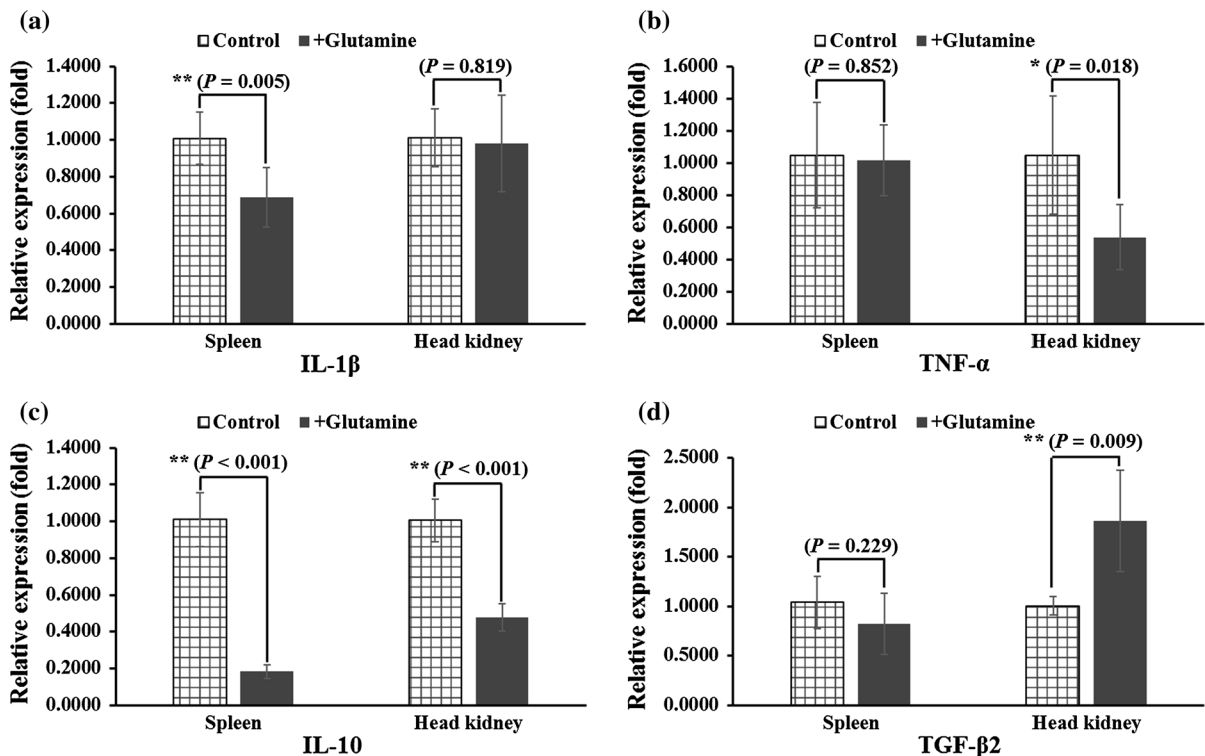 (a)
Control +Glutamine
Relative expression (fold)
1.4000
1.2000
1.0000
0.8000
0.6000
0.4000
0.2000
0.0000
** (P = 0.005)
(P = 0.819)
Spleen Head kidney
IL-1β
(b)
Control +Glutamine
Relative expression (fold)
1.6000
1.4000
1.2000
1.0000
0.8000
0.6000
0.4000
0.2000
0.0000
(P = 0.852)
* (P = 0.018)
Spleen Head kidney
TNF-α
(c)
Control +Glutamine
Relative expression (fold)
1.4000
1.2000
1.0000
0.8000
0.6000
0.4000
0.2000
0.0000
** (P < 0.001)
** (P < 0.001)
Spleen Head kidney
IL-10
(d)
Control +Glutamine
Relative expression (fold)
2.5000
2.0000
1.5000
1.0000
0.5000
0.0000
(P = 0.229)
** (P = 0.009)
Spleen Head kidney
TGF-β2